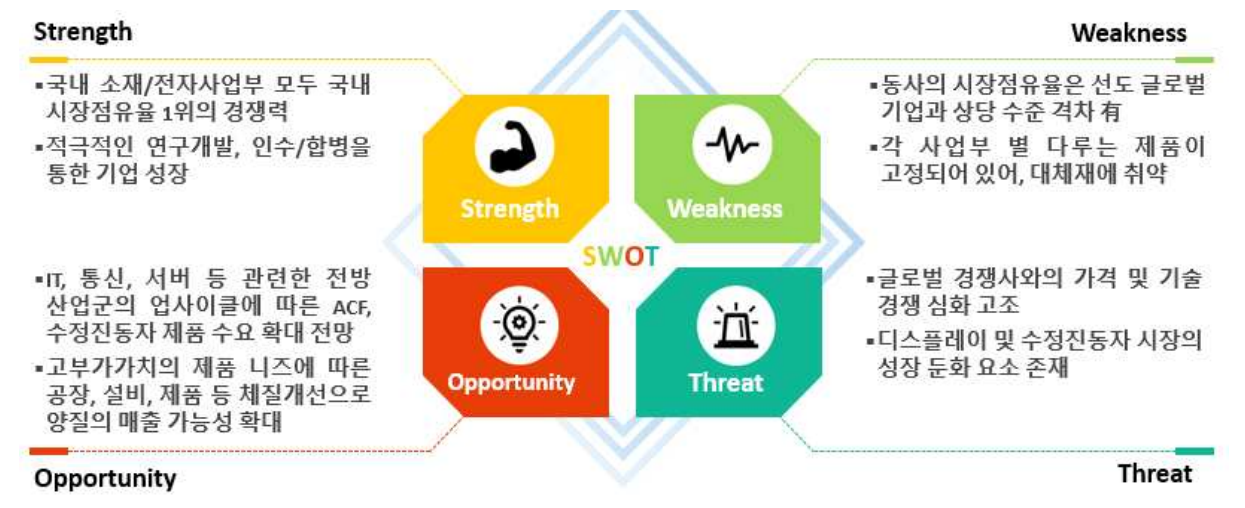 Strength
▪국내 소재/전자사업부 모두 국내
시장점유율 1위의 경쟁력
▪적극적인 연구개발, 인수/합병을
통한 기업 성장
Weakness
▪동사의 시장점유율은 선도 글로벌
기업과 상당 수준 격차 有
▪각 사업부 별 다루는 제품이
고정되어 있어, 대체재에 취약
Strength
Weakness
SWOT
Opportunity
Threat
▪IT, 통신, 서버 등 관련한 전방
산업군의 업사이클에 따른 ACF,
수정진동자 제품 수요 확대 전망
▪고부가가치의 제품 니즈에 따른
공장, 설비, 제품 등 체질개선으로
양질의 매출 가능성 확대
Opportunity
▪글로벌 경쟁사와의 가격 및 기술
경쟁 심화 고조
▪디스플레이 및 수정진동자 시장의
성장 둔화 요소 존재
Threat